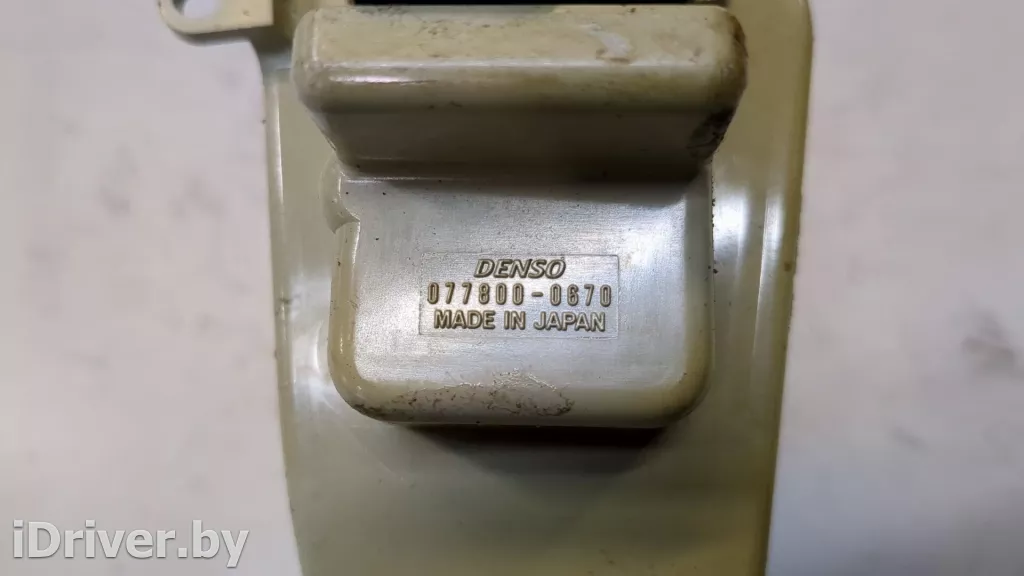 DENSO
077800-0670
MADE IN JAPAN
iDriver.by